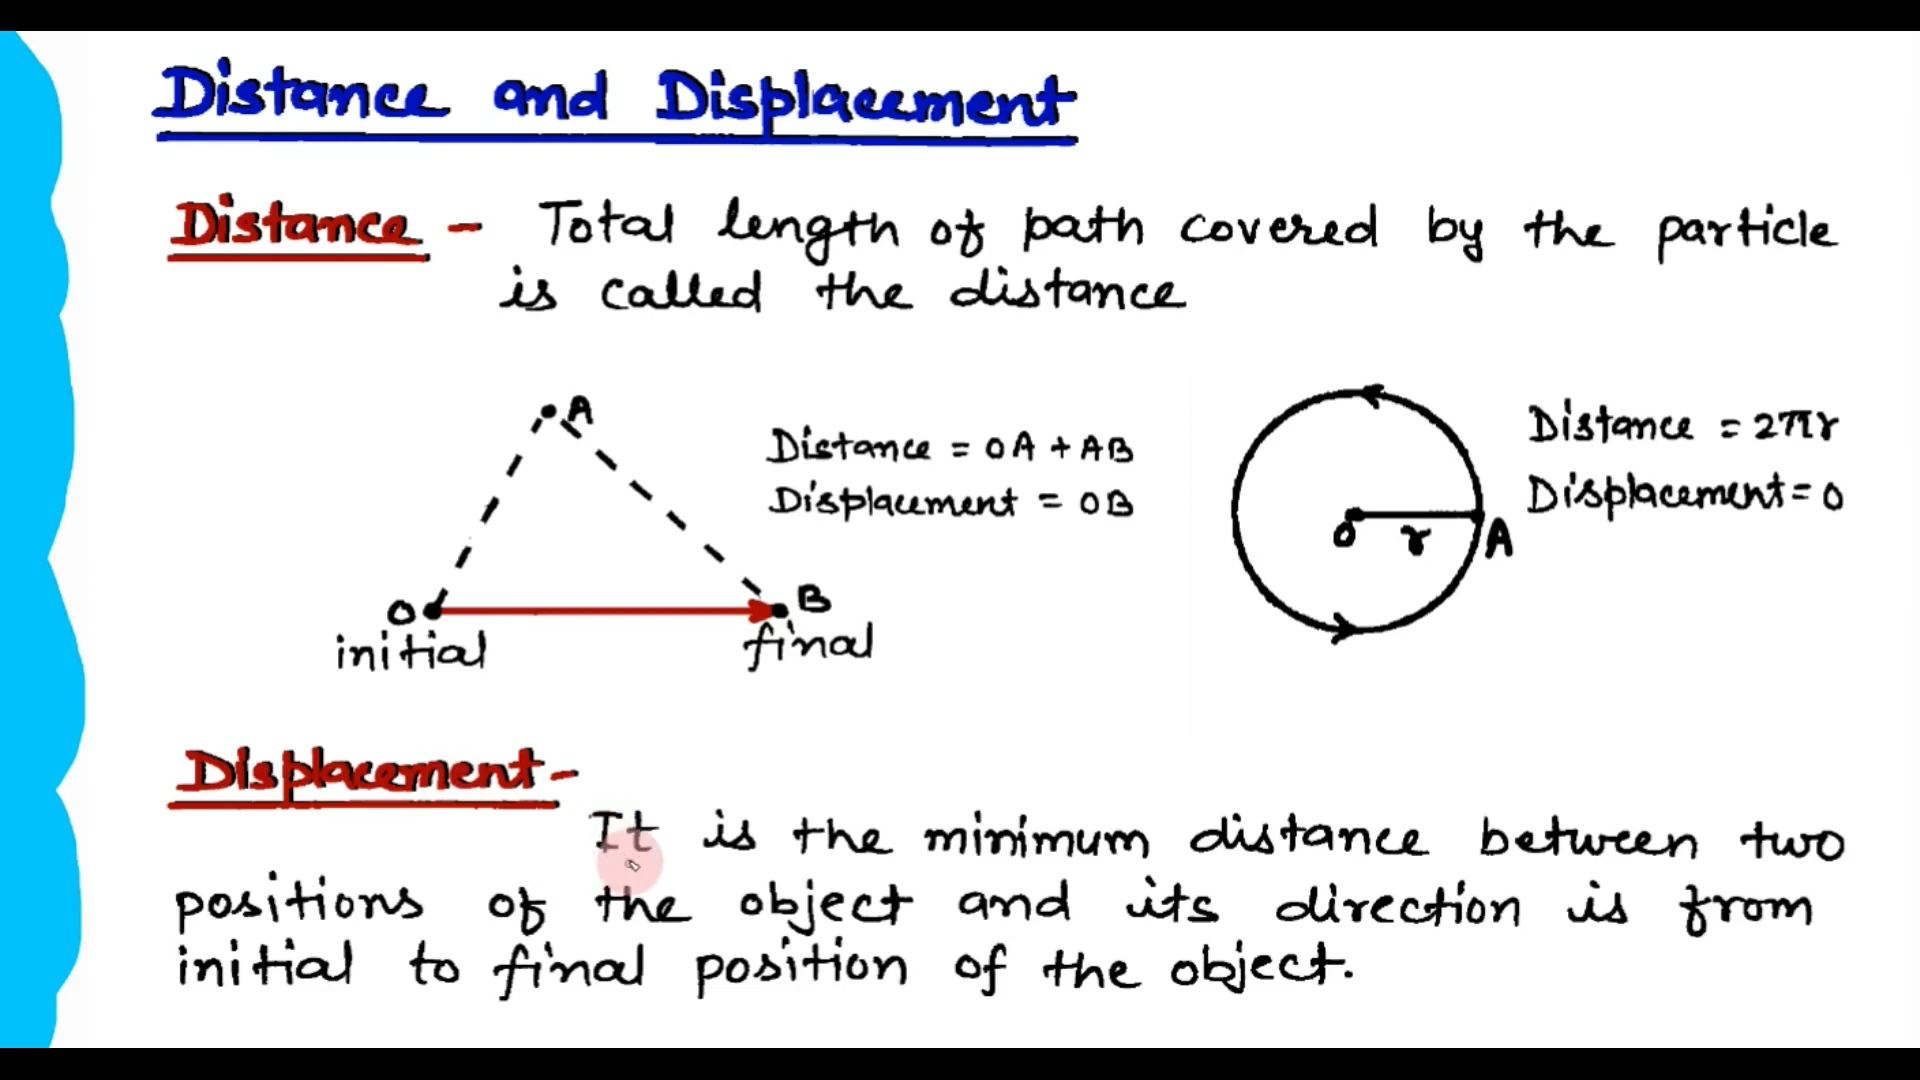 Distance and Displacement
Distance - Total length of path covered by the particle
is called the distance
A
Distance = OA + AB
Displacement = OB
O
B
initial
final
Distance = 2πr
Displacement = 0
O
r
A
Displacement -
It is the minimum distance between two
positions of the object and its direction is from
initial to final position of the object.